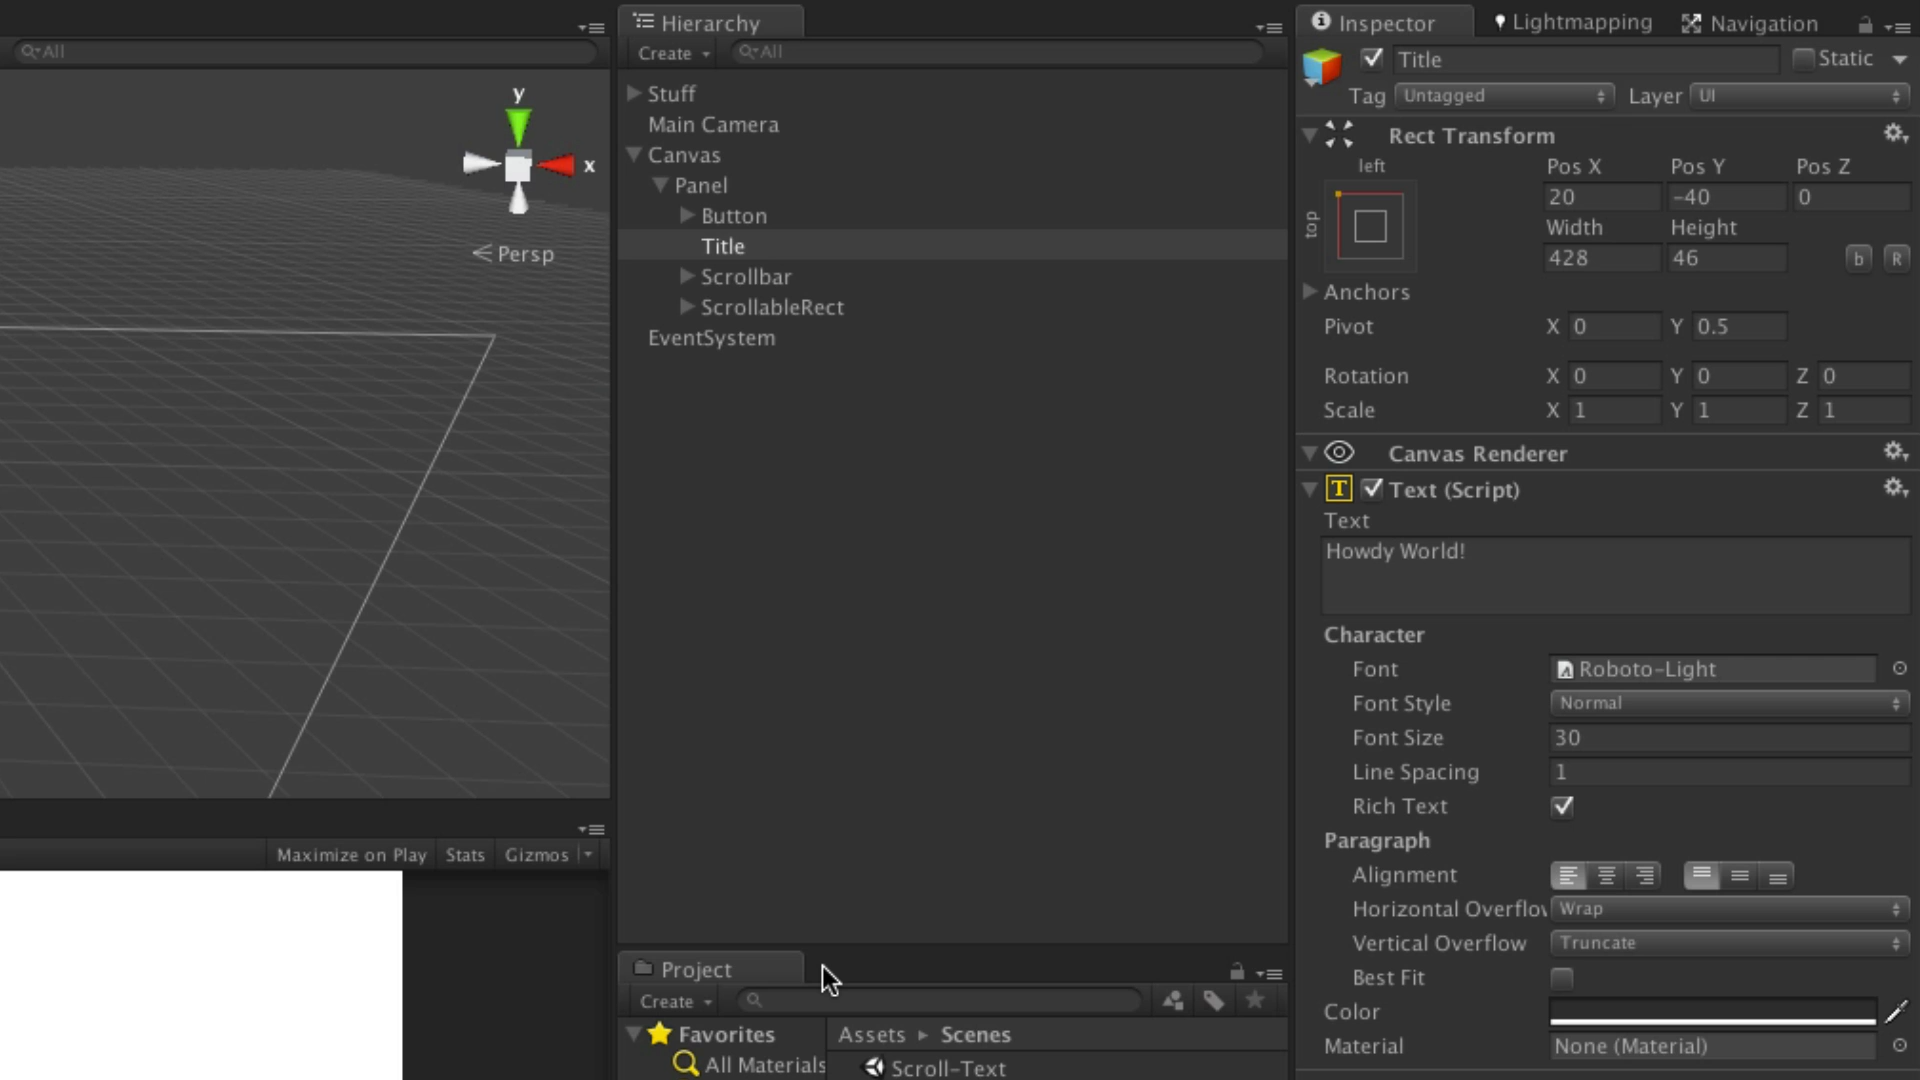 All
y
x
Persp
Maximize on Play Stats Gizmos
Hierarchy
Create All
Stuff
Main Camera
Canvas
Panel
Button
Title
Scrollbar
ScrollableRect
EventSystem
Project
Create
Favorites
All Materials
Assets Scenes
Scroll-Text
Inspector Lightmapping Navigation
Title Static
Tag Untagged Layer UI
Rect Transform
left Pos X Pos Y Pos Z
top 20 -40 0
Width Height
428 46 b R
Anchors
Pivot X 0 Y 0.5
Rotation X 0 Y 0 Z 0
Scale X 1 Y 1 Z 1
Canvas Renderer
T Text (Script)
Text
Howdy World!
Character
Font Roboto-Light
Font Style Normal
Font Size 30
Line Spacing 1
Rich Text
Paragraph
Alignment
Horizontal Overflow Wrap
Vertical Overflow Truncate
Best Fit
Color
Material None (Material)